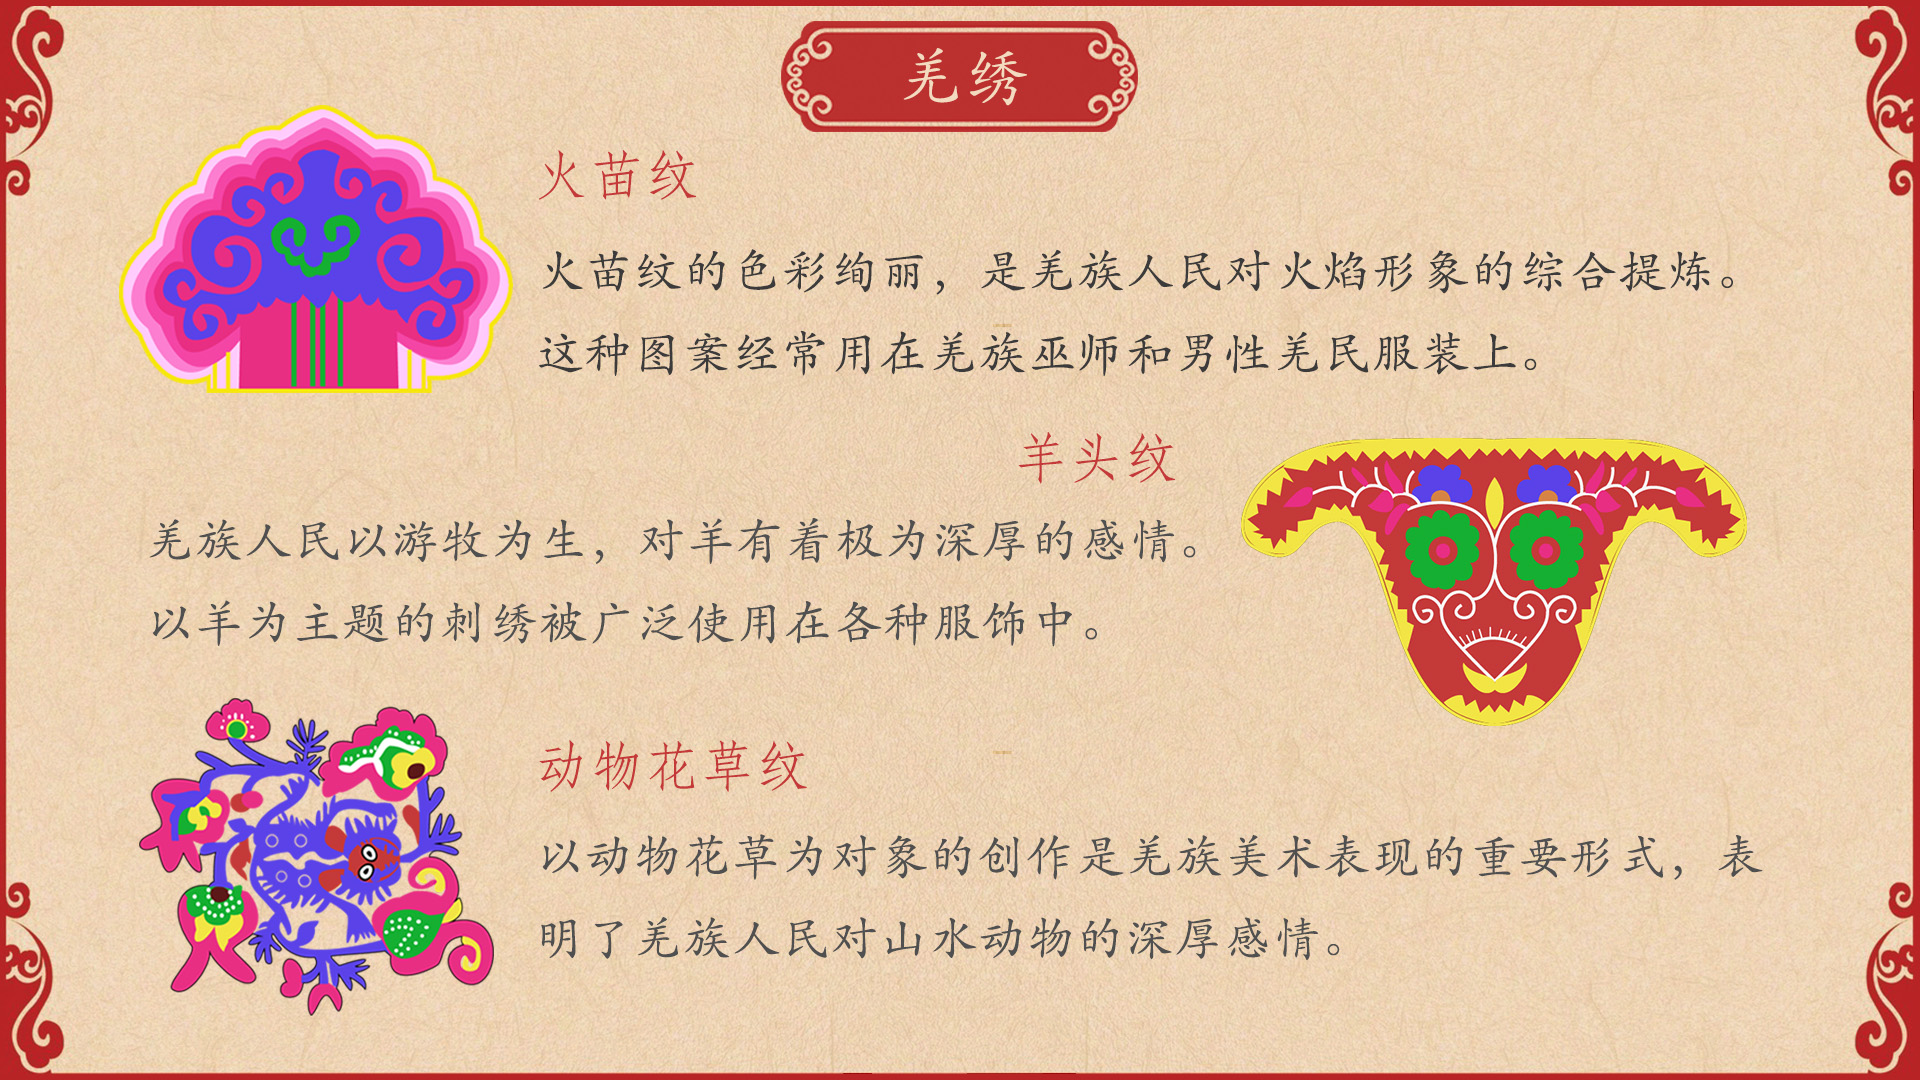 羌绣
火苗纹
火苗纹的色彩绚丽，是羌族人民对火焰形象的综合提炼。
这种图案经常用在羌族巫师和男性羌民服装上。
羊头纹
羌族人民以游牧为生，对羊有着极为深厚的感情。
以羊为主题的刺绣被广泛使用在各种服饰中。
动物花草纹
以动物花草为对象的创作是羌族美术表现的重要形式，表
明了羌族人民对山水动物的深厚感情。